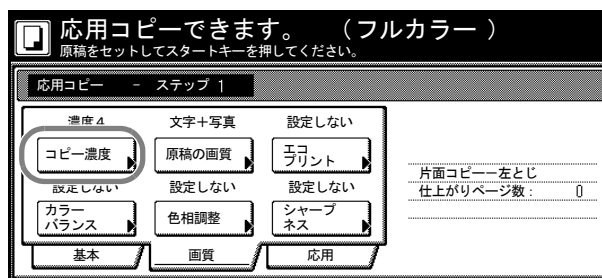 応用コピーできます。 （フルカラー ）
原稿をセットしてスタートキーを押してください。
応用コピー － ステップ 1
濃度４ 文字＋写真 設定しない
コピー濃度 原稿の画質 エコ
プリント
設定しない 設定しない 設定しない
カラー
バランス 色相調整 シャープ
ネス
片面コピー－左とじ
仕上がりページ数 : 0
基本 画質 応用